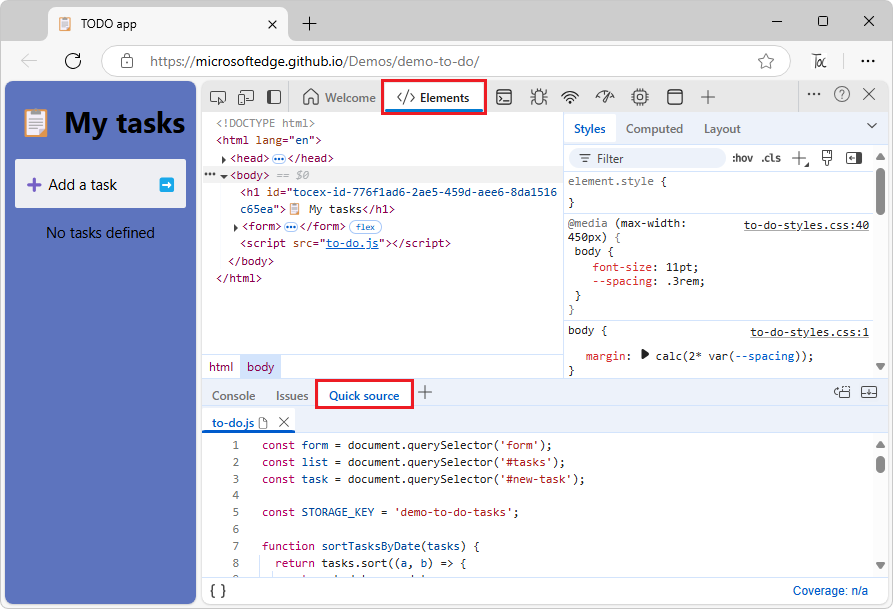 TODO app
https://microsoftedge.github.io/Demos/demo-to-do/
My tasks
Add a task
No tasks defined
Welcome
</> Elements
<!DOCTYPE html>
<html lang="en">
<head> ••• </head>
••• <body> == $0
<h1 id="tocex-id-776f1ad6-2ae5-459d-aee6-8da1516
c65ea">📋 My tasks</h1>
<form> ••• </form> flex
<script src="to-do.js"></script>
</body>
</html>
html body
Styles Computed Layout
Filter :hov .cls
element.style {
}
@media (max-width: to-do-styles.css:40
450px) {
body {
font-size: 11pt;
--spacing: .3rem;
}
}
body { to-do-styles.css:1
margin: calc(2* var(--spacing));
}
Console Issues Quick source
to-do.js
1 const form = document.querySelector('form');
2 const list = document.querySelector('#tasks');
3 const task = document.querySelector('#new-task');
4
5 const STORAGE_KEY = 'demo-to-do-tasks';
6
7 function sortTasksByDate(tasks) {
8 return tasks.sort((a, b) => {
{ } Coverage: n/a